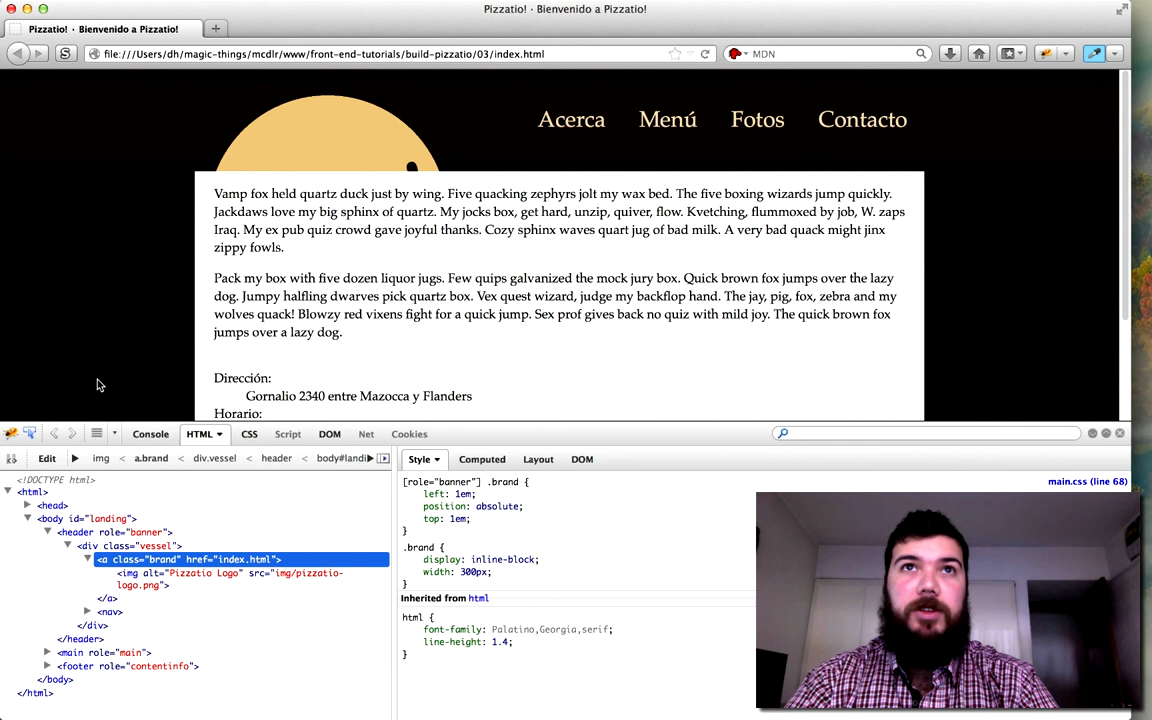 Pizzatio! · Bienvenido a Pizzatio!
Pizzatio! · Bienvenido a Pizzatio!
file:///Users/dh/magic-things/mcdlr/www/front-end-tutorials/build-pizzatio/03/index.html
MDN
Acerca Menú Fotos Contacto
Vamp fox held quartz duck just by wing. Five quacking zephyrs jolt my wax bed. The five boxing wizards jump quickly.
Jackdaws love my big sphinx of quartz. My jocks box, get hard, unzip, quiver, flow. Kvetching, flummoxed by job, W. zaps
Iraq. My ex pub quiz crowd gave joyful thanks. Cozy sphinx waves quart jug of bad milk. A very bad quack might jinx
zippy fowls.
Pack my box with five dozen liquor jugs. Few quips galvanized the mock jury box. Quick brown fox jumps over the lazy
dog. Jumpy halfling dwarves pick quartz box. Vex quest wizard, judge my backflop hand. The jay, pig, fox, zebra and my
wolves quack! Blowzy red vixens fight for a quick jump. Sex prof gives back no quiz with mild joy. The quick brown fox
jumps over a lazy dog.
Dirección:
Gornalio 2340 entre Mazocca y Flanders
Horario:
Console HTML CSS Script DOM Net Cookies
Edit img < a.brand < div.vessel < header < body#landi
Style Computed Layout DOM
<!DOCTYPE html>
<html>
<head>
<body id="landing">
<header role="banner">
<div class="vessel">
<a class="brand" href="index.html">
<img alt="Pizzatio Logo" src="img/pizzatio-
logo.png">
</a>
<nav>
</div>
</header>
<main role="main">
<footer role="contentinfo">
</body>
</html>
[role="banner"] .brand { main.css (line 68)
left: 1em;
position: absolute;
top: 1em;
}
.brand {
display: inline-block;
width: 300px;
}
Inherited from html
html {
font-family: Palatino,Georgia,serif;
line-height: 1.4;
}